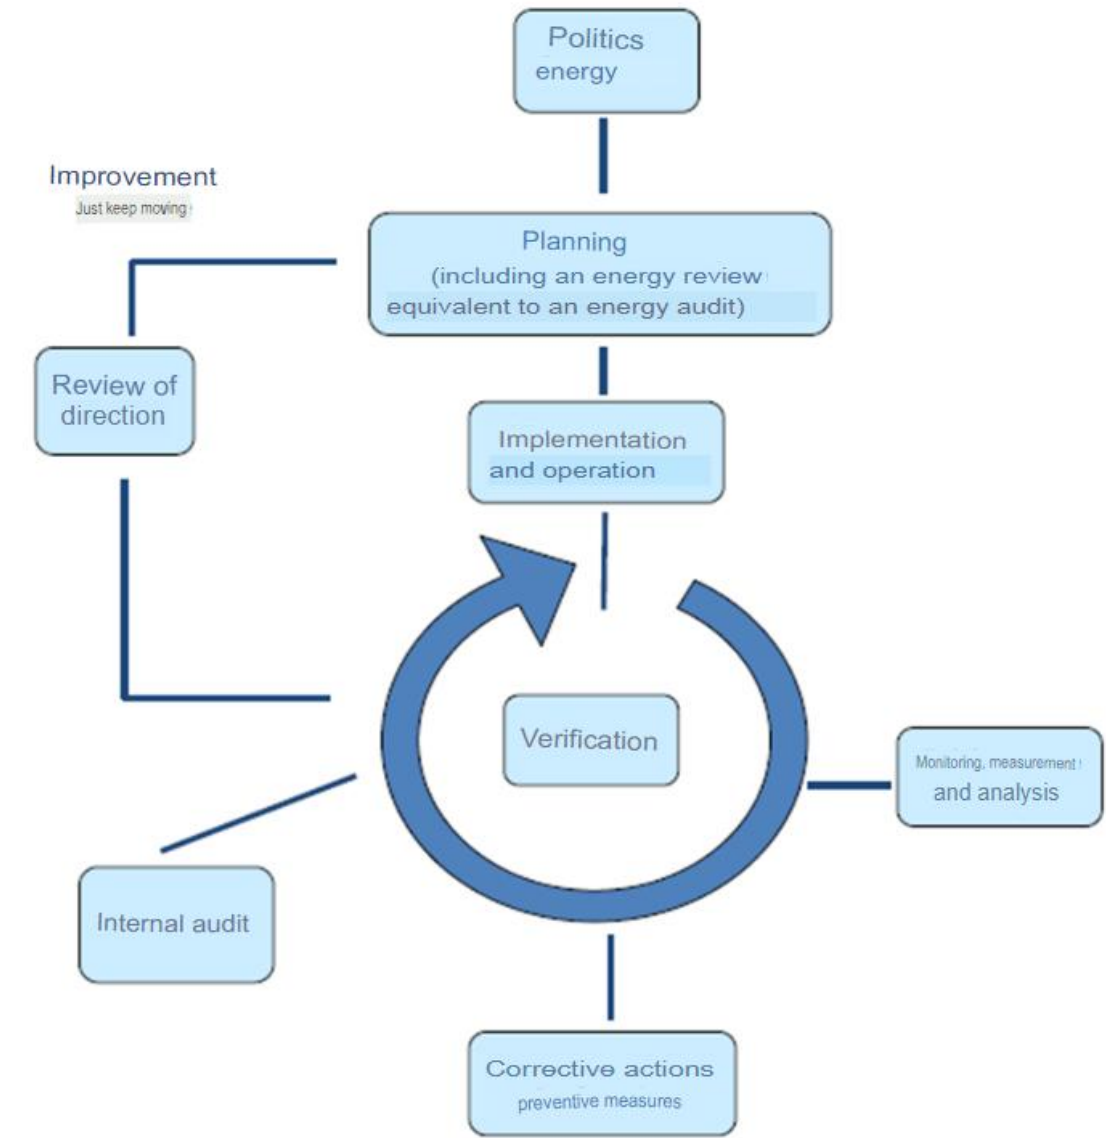 Politics
energy
Improvement
Just keep moving
Planning
(including an energy review
equivalent to an energy audit)
Review of
direction
Implementation
and operation
Verification
Monitoring, measurement
and analysis
Internal audit
Corrective actions
preventive measures